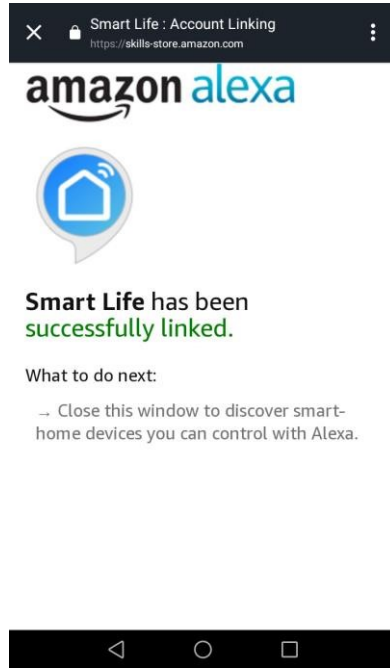 Smart Life : Account Linking
https://skills-store.amazon.com
amazon alexa
Smart Life has been
successfully linked.
What to do next:
→ Close this window to discover smart-
home devices you can control with Alexa.